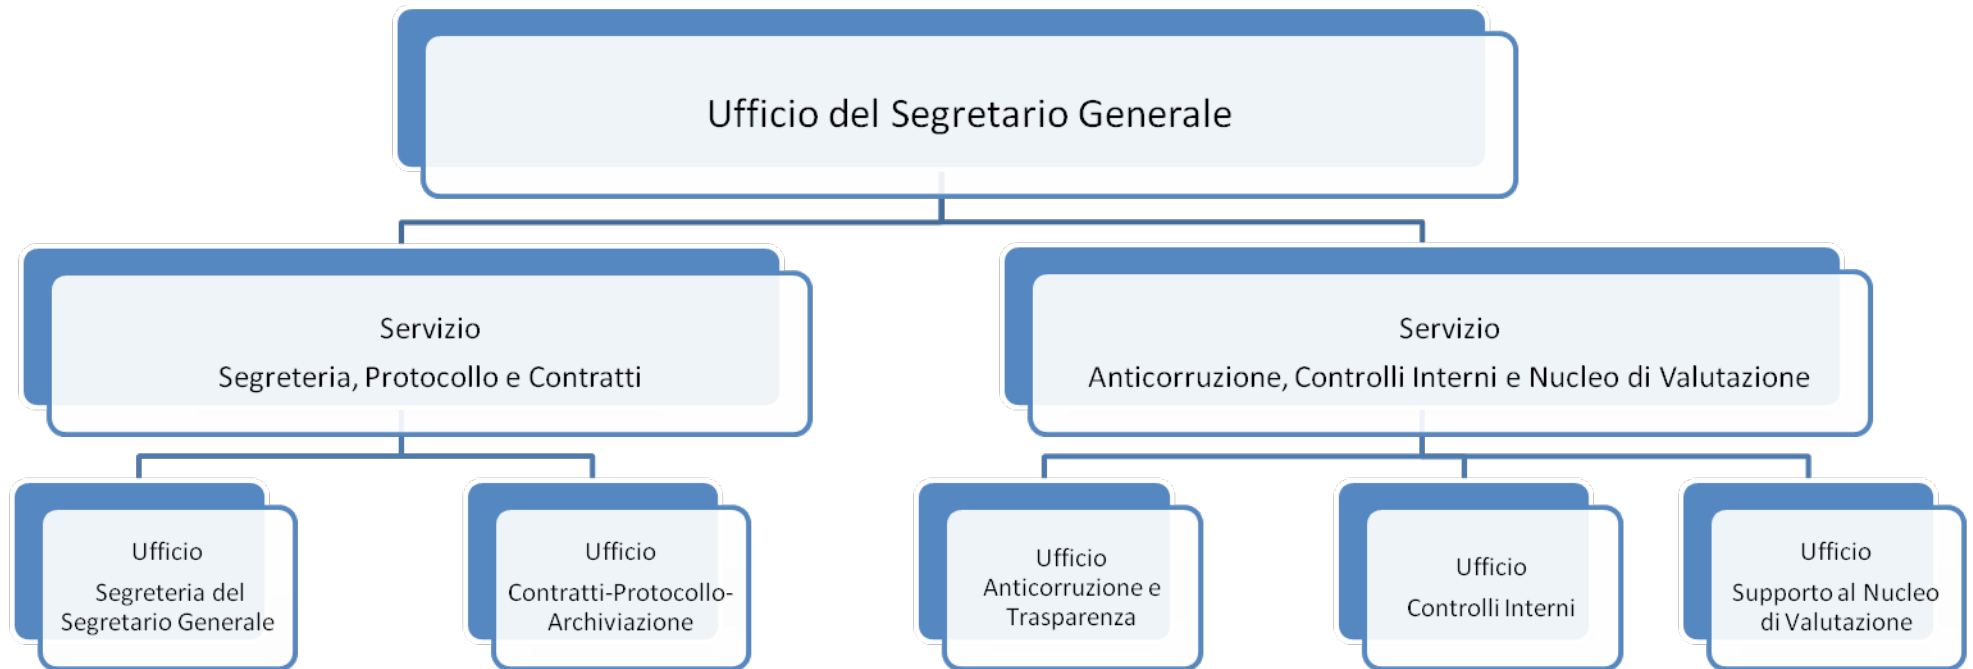 Ufficio del Segretario Generale
Servizio
Segreteria, Protocollo e Contratti
Servizio
Anticorruzione, Controlli Interni e Nucleo di Valutazione
Ufficio
Segreteria del
Segretario Generale
Ufficio
Contratti-Protocollo-
Archiviazione
Ufficio
Anticorruzione e
Trasparenza
Ufficio
Controlli Interni
Ufficio
Supporto al Nucleo
di Valutazione